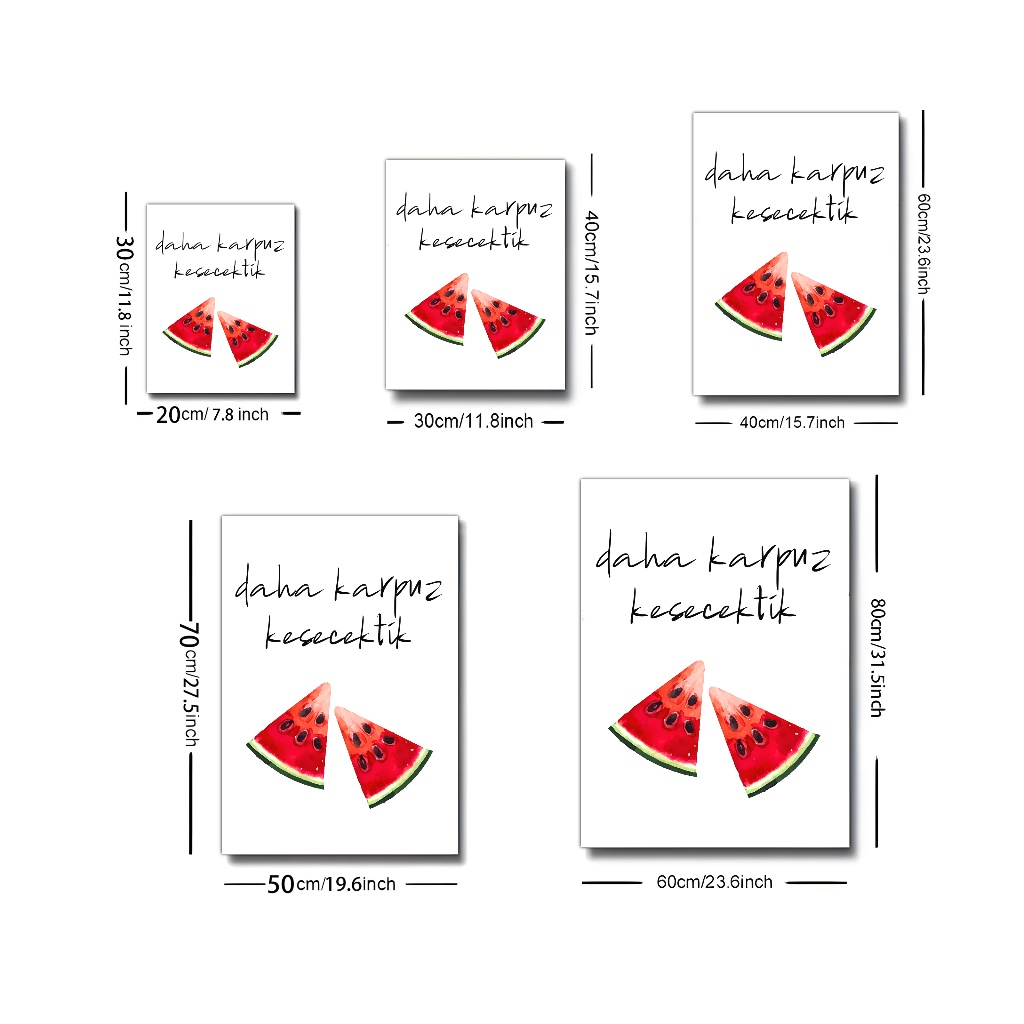 daha karpuz
kesecektik
30cm/11.8 inch
20cm/ 7.8 inch
daha karpuz
kesecektik
40cm/15.7inch
30cm/11.8inch
daha karpuz
kesecektik
60cm/23.6inch
40cm/15.7inch
daha karpuz
kesecektik
70cm/27.5inch
50cm/19.6inch
daha karpuz
kesecektik
80cm/31.5inch
60cm/23.6inch